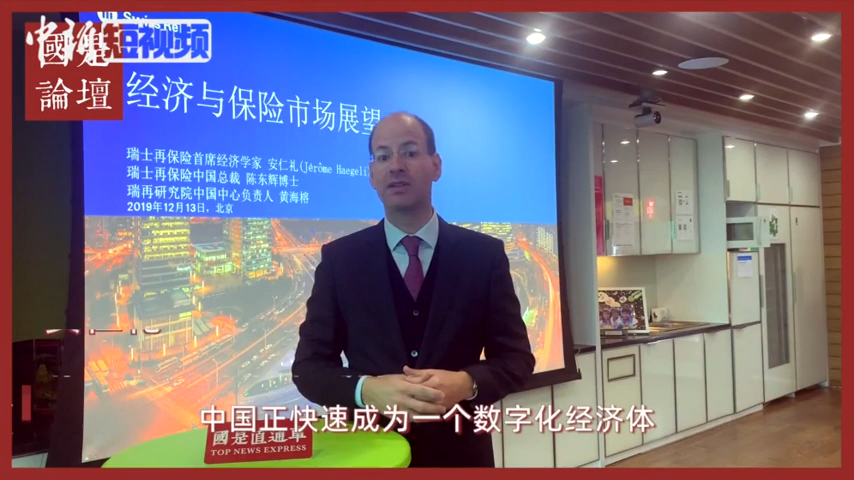 Swiss Re
中新短视频
國是
論壇
经济与保险市场展望
瑞士再保险首席经济学家 安仁礼(Jérôme Haegeli
瑞士再保险中国总裁 陈东辉博士
瑞再研究院中国中心负责人 黄海榕
2019年12月13日，北京
中国正快速成为一个数字化经济体
國是直通車
TOP NEWS EXPRESS